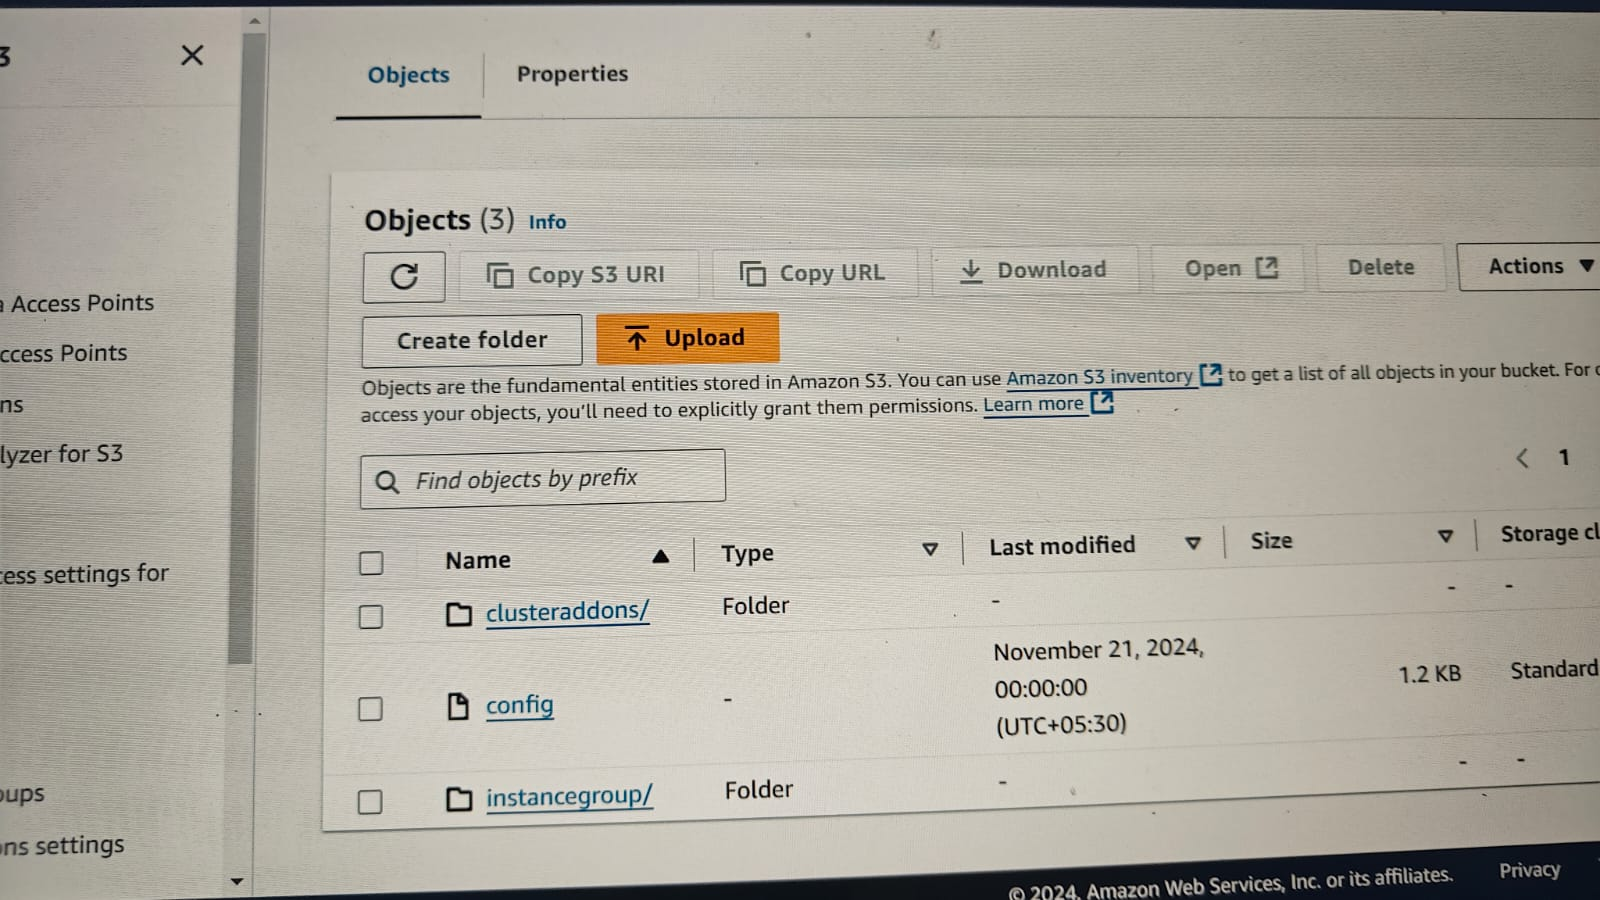 3
Objects
Properties
Objects (3) Info
Copy S3 URI
Copy URL
Download
Open
Delete
Actions
Create folder
Upload
Objects are the fundamental entities stored in Amazon S3. You can use Amazon S3 inventory to get a list of all objects in your bucket. For
access your objects, you'll need to explicitly grant them permissions. Learn more
Find objects by prefix
1
Name
Type
Last modified
Size
Storage cl
clusteraddons/
Folder
-
-
-
config
-
November 21, 2024,
00:00:00
(UTC+05:30)
1.2 KB
Standard
instancegroup/
Folder
-
-
-
Access Points
ccess Points
ns
lyzer for S3
cess settings for
oups
ons settings
© 2024, Amazon Web Services, Inc. or its affiliates.
Privacy